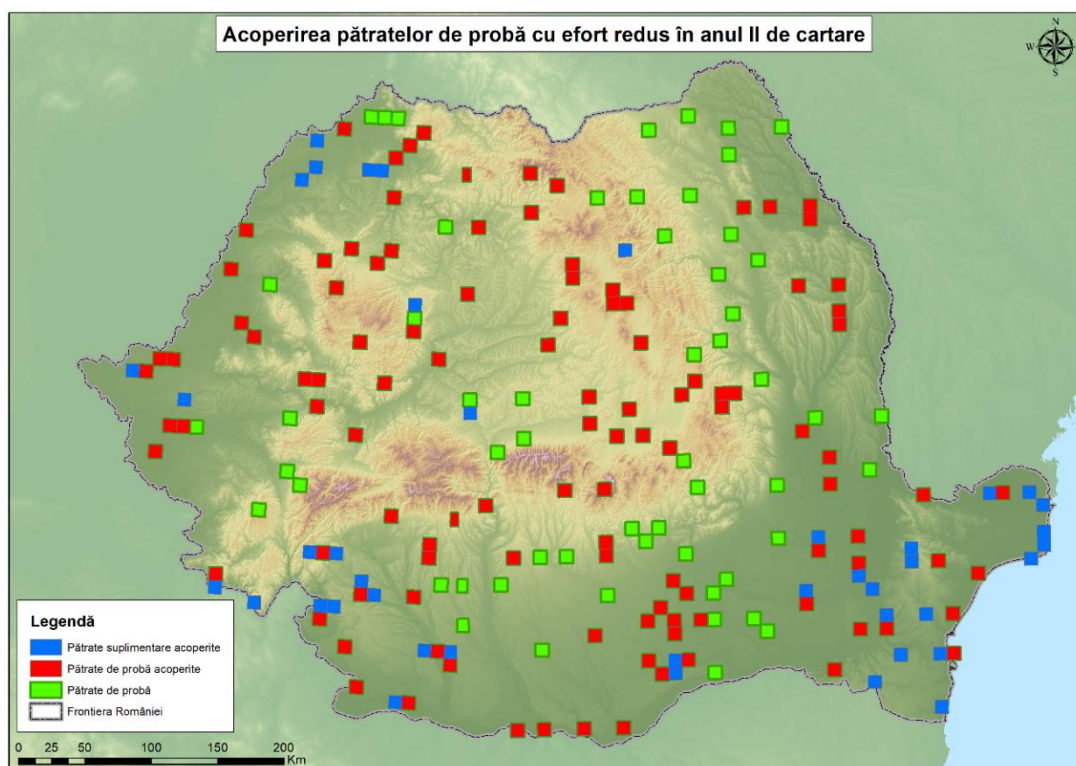 Acoperirea pătratelor de probă cu efort redus în anul II de cartare
N
W
E
S
Legendă
Pătrate suplimentare acoperite
Pătrate de probă acoperite
Pătrate de probă
Frontiera României
0 25 50 100 150 200
Km